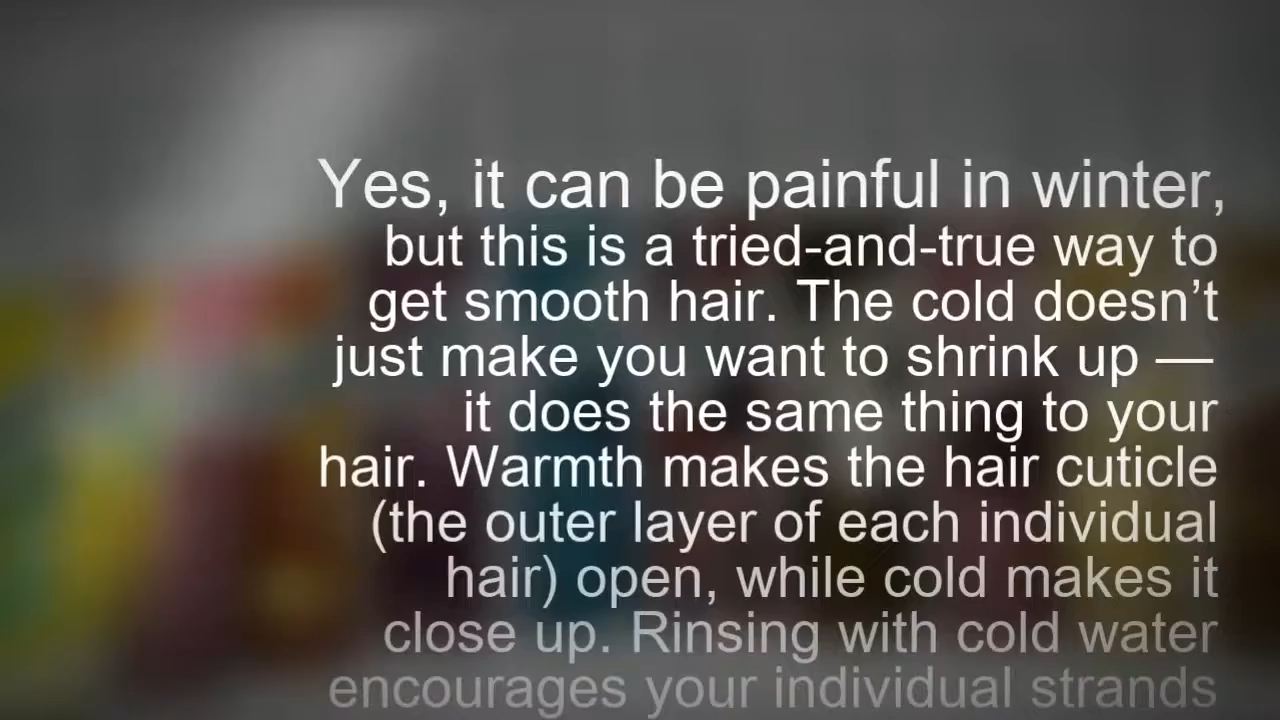 Yes, it can be painful in winter,
but this is a tried-and-true way to
get smooth hair. The cold doesn’t
just make you want to shrink up —
it does the same thing to your
hair. Warmth makes the hair cuticle
(the outer layer of each individual
hair) open, while cold makes it
close up. Rinsing with cold water
encourages your individual strands